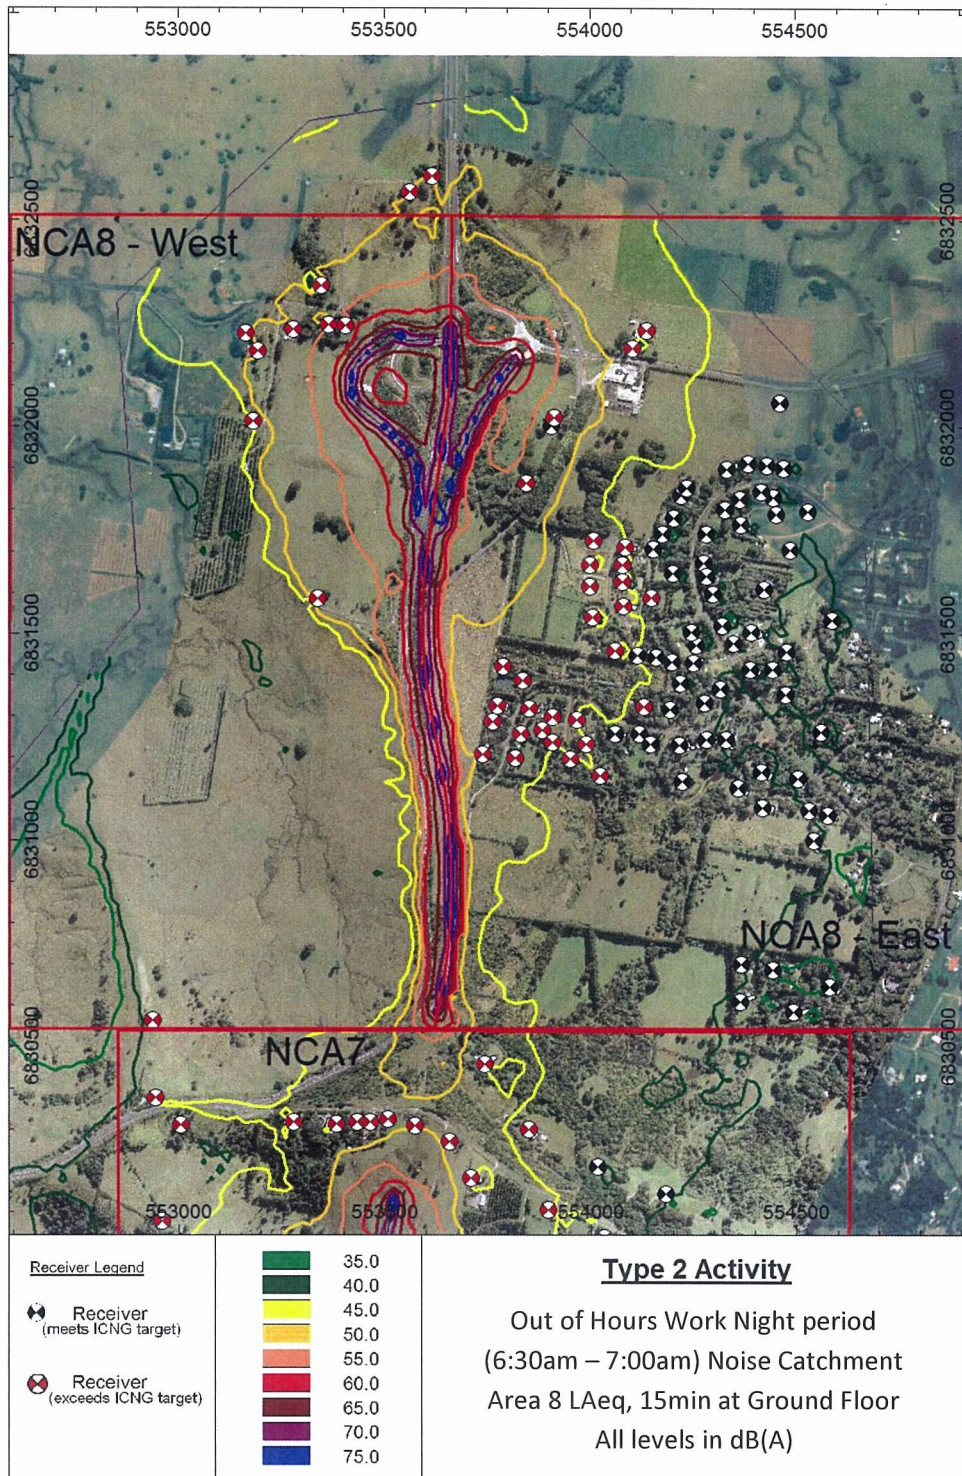 553000 553500 554000 554500
6832500
6832500
NCA8 - West
6832000
6832000
6831500
6831500
6831000
6831000
NCA8 - East
6830500
6830500
NCA7
553000 553500 554000 554500
Receiver Legend
Receiver
(meets ICNG target)
Receiver
(exceeds ICNG target)
35.0
40.0
45.0
50.0
55.0
60.0
65.0
70.0
75.0
Type 2 Activity
Out of Hours Work Night period
(6:30am – 7:00am) Noise Catchment
Area 8 LAeq, 15min at Ground Floor
All levels in dB(A)